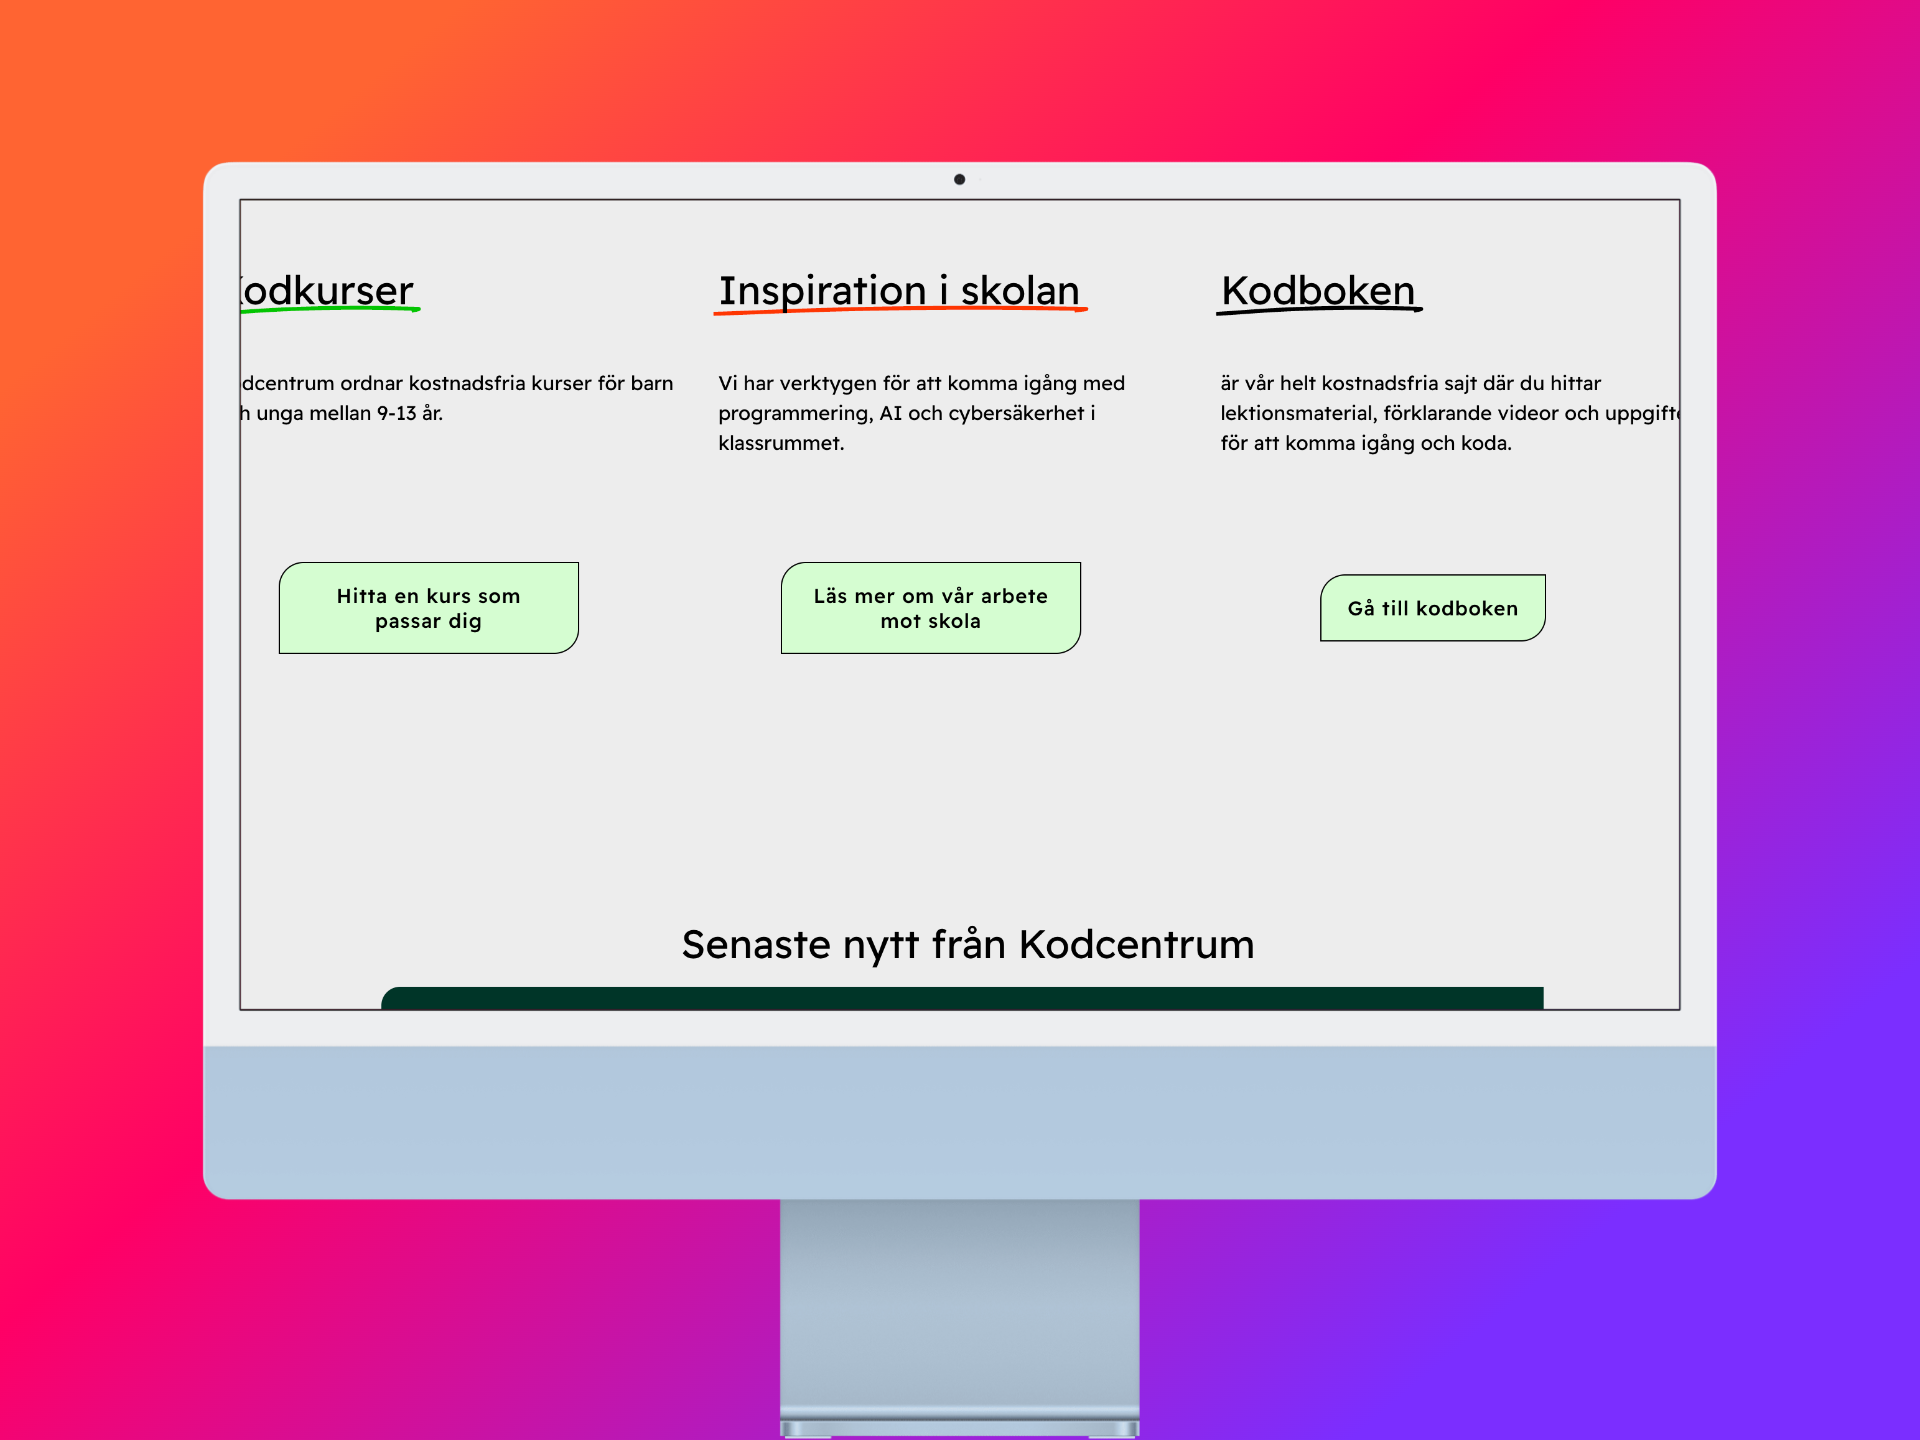 odkurser
dcentrum ordnar kostnadsfria kurser för barn
h unga mellan 9-13 år.
Hitta en kurs som
passar dig
Inspiration i skolan
Vi har verktygen för att komma igång med
programmering, AI och cybersäkerhet i
klassrummet.
Läs mer om vår arbete
mot skola
Kodboken
är vår helt kostnadsfria sajt där du hittar
lektionsmaterial, förklarande videor och uppgift
för att komma igång och koda.
Gå till kodboken
Senaste nytt från Kodcentrum